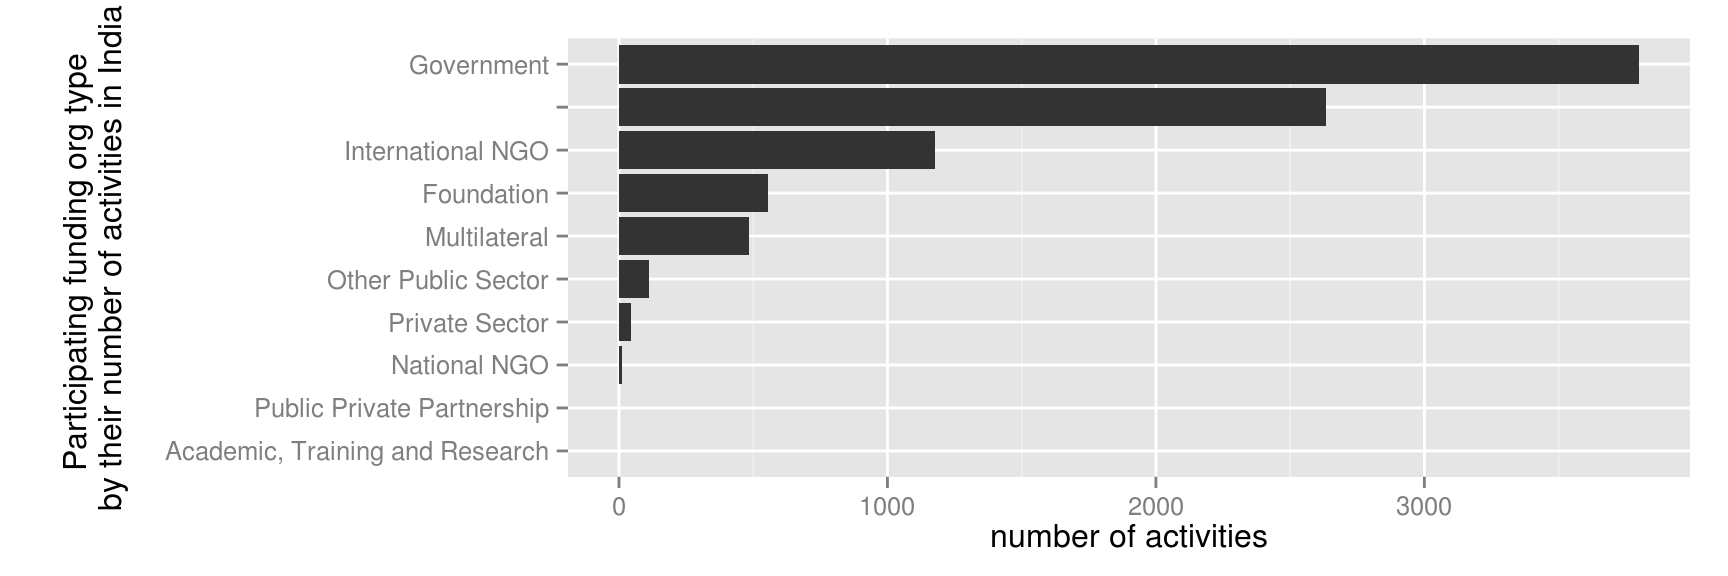 Participating funding org type
by their number of activities in India
Government
International NGO
Foundation
Multilateral
Other Public Sector
Private Sector
National NGO
Public Private Partnership
Academic, Training and Research
0 1000 2000 3000
number of activities